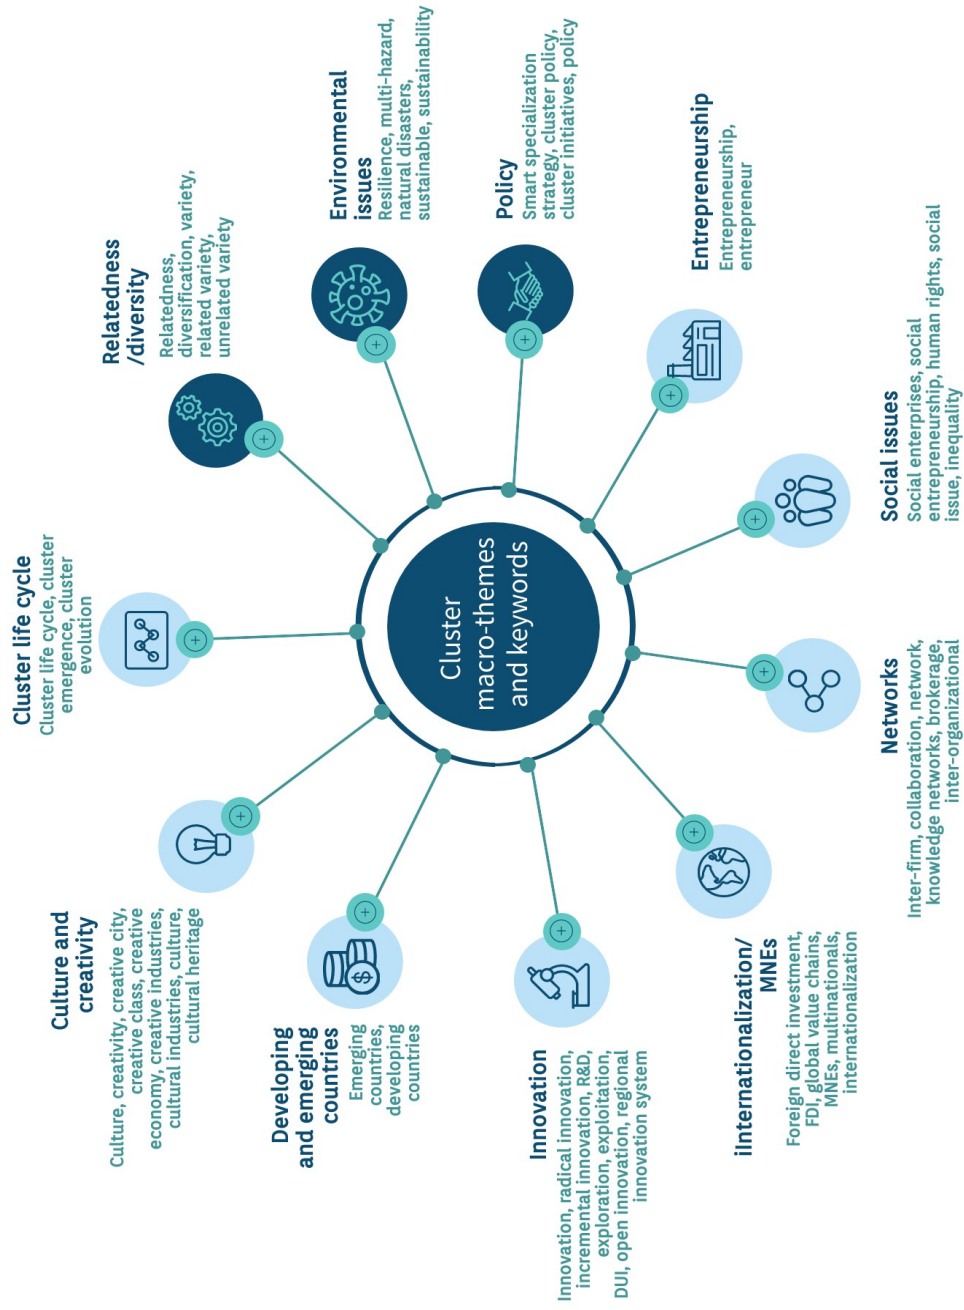 Cluster
macro-themes
and keywords
Cluster life cycle
Cluster life cycle, cluster
emergence, cluster
evolution
Relatedness
/diversity
Relatedness,
diversification, variety,
related variety,
unrelated variety
Environmental
issues
Resilience, multi-hazard,
natural disasters,
sustainable, sustainability
Policy
Smart specialization
strategy, cluster policy,
cluster initiatives, policy
Entrepreneurship
Entrepreneurship,
entrepreneur
Social issues
Social enterprises, social
entrepreneurship, human rights, social
issue, inequality
Networks
Inter-firm, collaboration, network,
knowledge networks, brokerage,
inter-organizational
iInternationalization/
MNEs
Foreign direct investment,
FDI, global value chains,
MNEs, multinationals,
internationalization
Innovation
Innovation, radical innovation,
incremental innovation, R&D,
exploration, exploitation,
DUI, open innovation, regional
innovation system
Developing
and emerging
countries
Emerging
countries,
developing
countries
$
Culture and
creativity
Culture, creativity, creative city,
creative class, creative
economy, creative industries,
cultural industries, culture,
cultural heritage